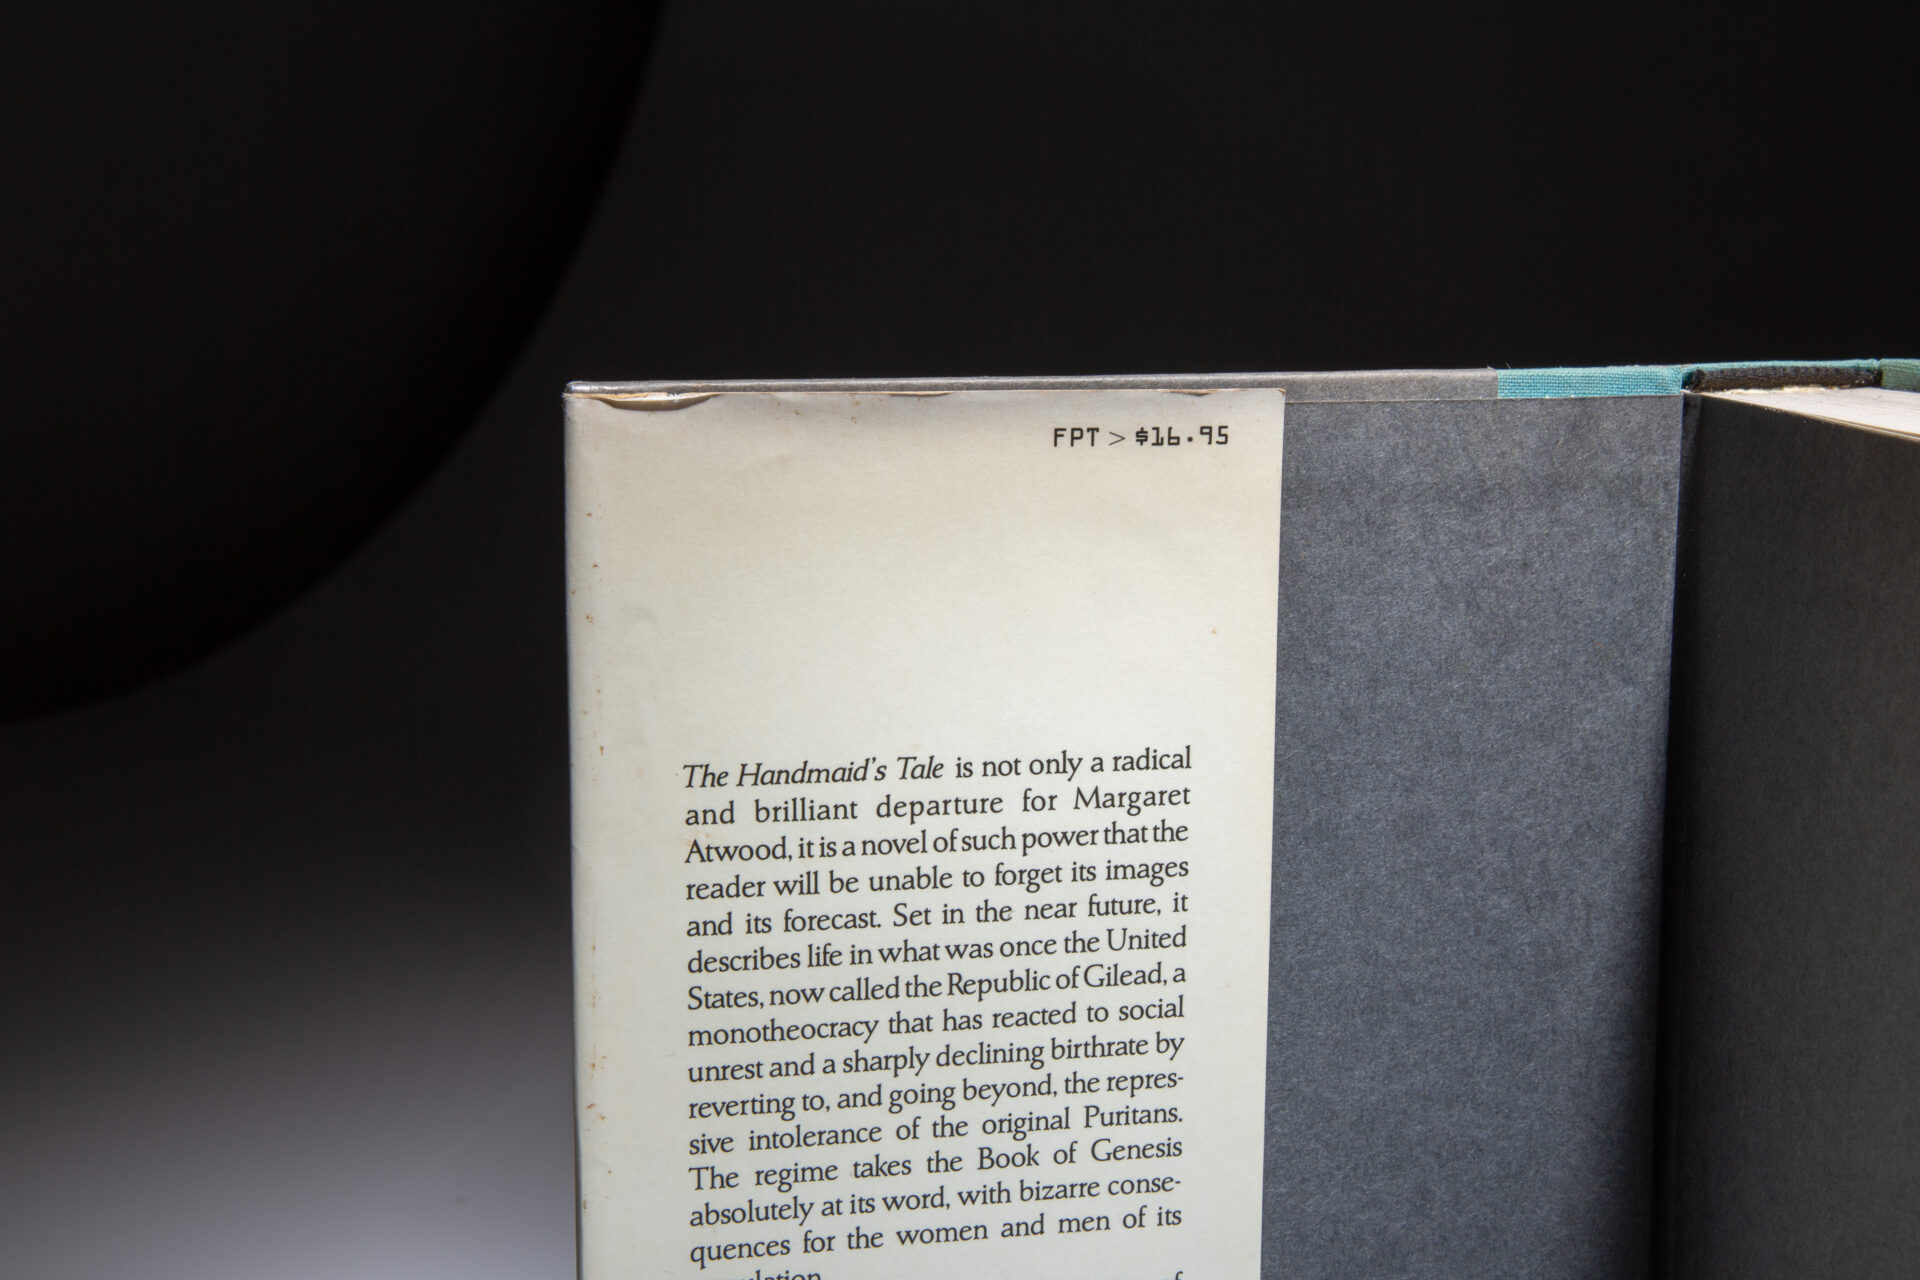 FPT > $16.95
The Handmaid's Tale is not only a radical
and brilliant departure for Margaret
Atwood, it is a novel of such power that the
reader will be unable to forget its images
and its forecast. Set in the near future, it
describes life in what was once the United
States, now called the Republic of Gilead, a
monotheocracy that has reacted to social
unrest and a sharply declining birthrate by
reverting to, and going beyond, the repres-
sive intolerance of the original Puritans.
The regime takes the Book of Genesis
absolutely at its word, with bizarre conse-
quences for the women and men of its